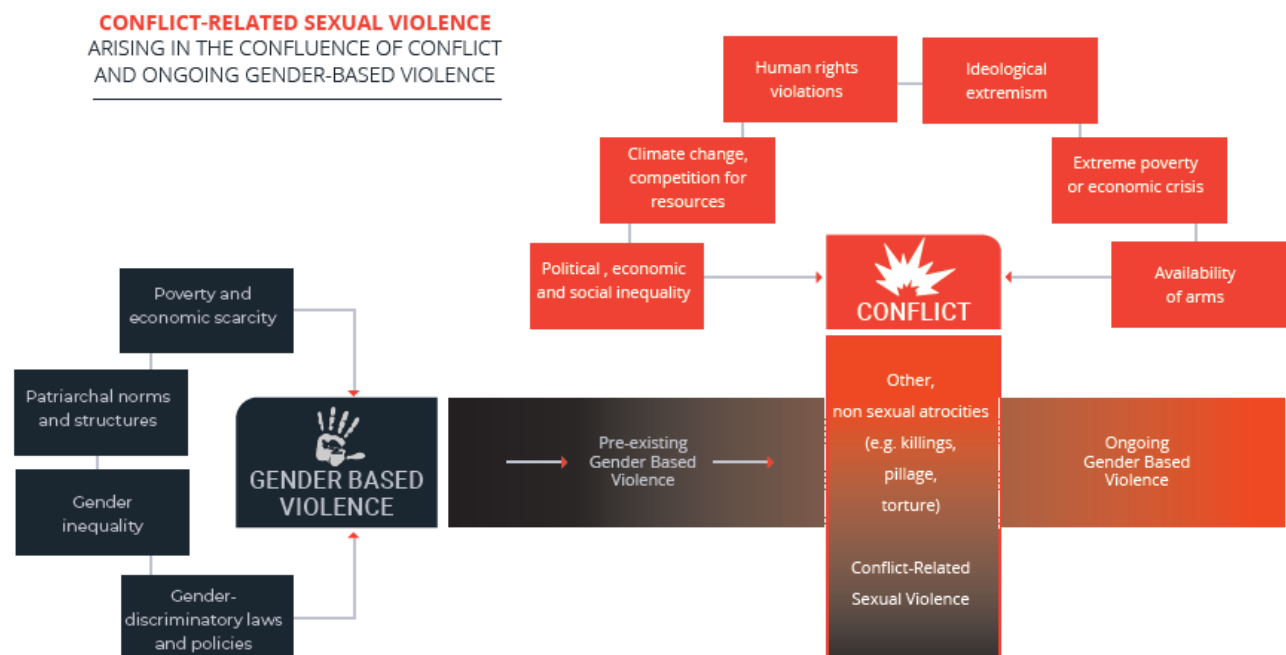 CONFLICT-RELATED SEXUAL VIOLENCE
ARISING IN THE CONFLUENCE OF CONFLICT
AND ONGOING GENDER-BASED VIOLENCE
Human rights
violations
Ideological
extremism
Climate change,
competition for
resources
Extreme poverty
or economic crisis
Political , economic
and social inequality
CONFLICT
Availability
of arms
Poverty and
economic scarcity
Patriarchal norms
and structures
Gender
inequality
Gender-
discriminatory laws
and policies
GENDER BASED
VIOLENCE
Pre-existing
Gender Based
Violence
Other,
non sexual atrocities
(e.g. killings,
pillage,
torture)
Conflict-Related
Sexual Violence
Ongoing
Gender Based
Violence